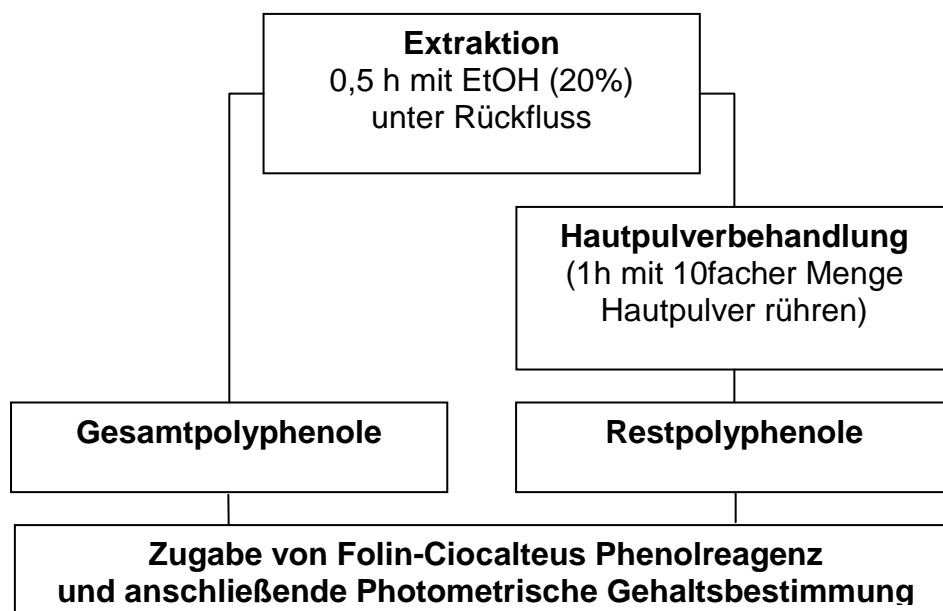 Extraktion
0,5 h mit EtOH (20%)
unter Rückfluss
Hautpulverbehandlung
(1h mit 10facher Menge
Hautpulver rühren)
Gesamtpolyphenole
Restpolyphenole
Zugabe von Folin-Ciocalteus Phenolreagenz
und anschließende Photometrische Gehaltsbestimmung